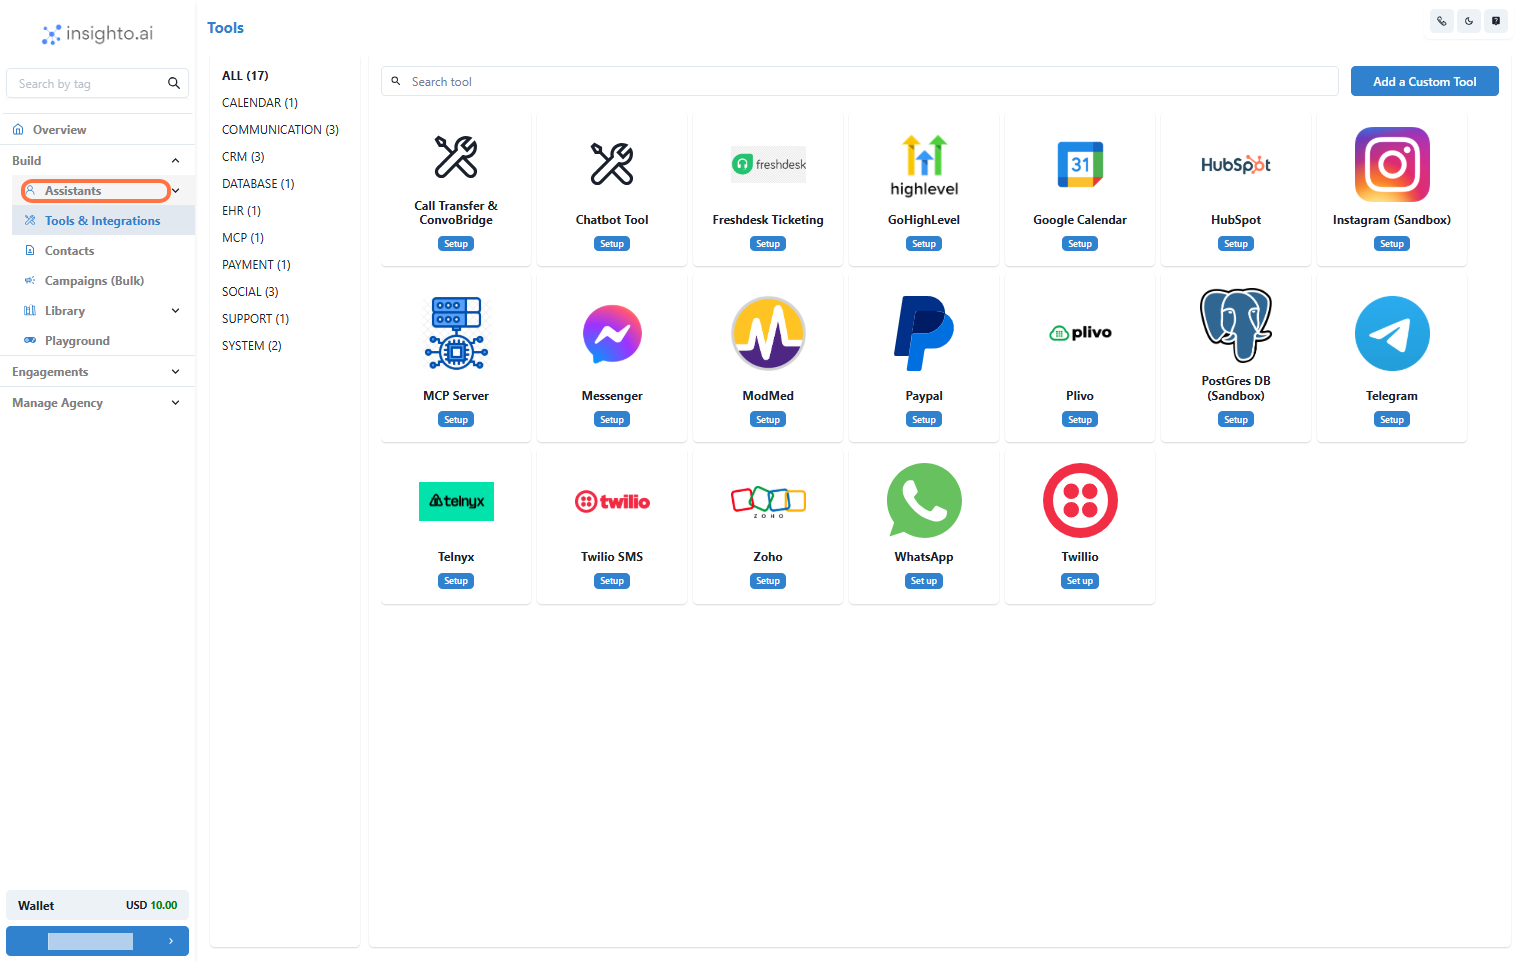 insighto.ai
Tools
Search by tag
Overview
Build
Assistants
Tools & Integrations
Contacts
Campaigns (Bulk)
Library
Playground
Engagements
Manage Agency
Wallet USD 10.00
ALL (17)
CALENDAR (1)
COMMUNICATION (3)
CRM (3)
DATABASE (1)
EHR (1)
MCP (1)
PAYMENT (1)
SOCIAL (3)
SUPPORT (1)
SYSTEM (2)
Search tool
Add a Custom Tool
Call Transfer &
ConvoBridge
Setup
Chatbot Tool
Setup
freshdesk
Freshdesk Ticketing
Setup
highlevel
GoHighLevel
Setup
31
Google Calendar
Setup
HubSpot
HubSpot
Setup
Instagram (Sandbox)
Setup
MCP Server
Setup
Messenger
Setup
ModMed
Setup
Paypal
Setup
plivo
Plivo
Setup
PostGres DB
(Sandbox)
Setup
Telegram
Setup
telnyx
Telnyx
Setup
twilio
Twilio SMS
Setup
ZOHO
Zoho
Setup
WhatsApp
Set up
Twillio
Set up